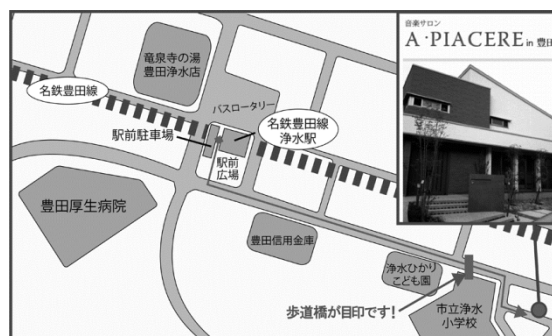 音楽サロン
A・PIACERE in 豊田
竜泉寺の湯
豊田浄水店
名鉄豊田線
バスロータリー
名鉄豊田線
浄水駅
駅前駐車場
駅前
広場
豊田厚生病院
豊田信用金庫
浄水ひかり
こども園
歩道橋が目印です!
市立浄水
小学校